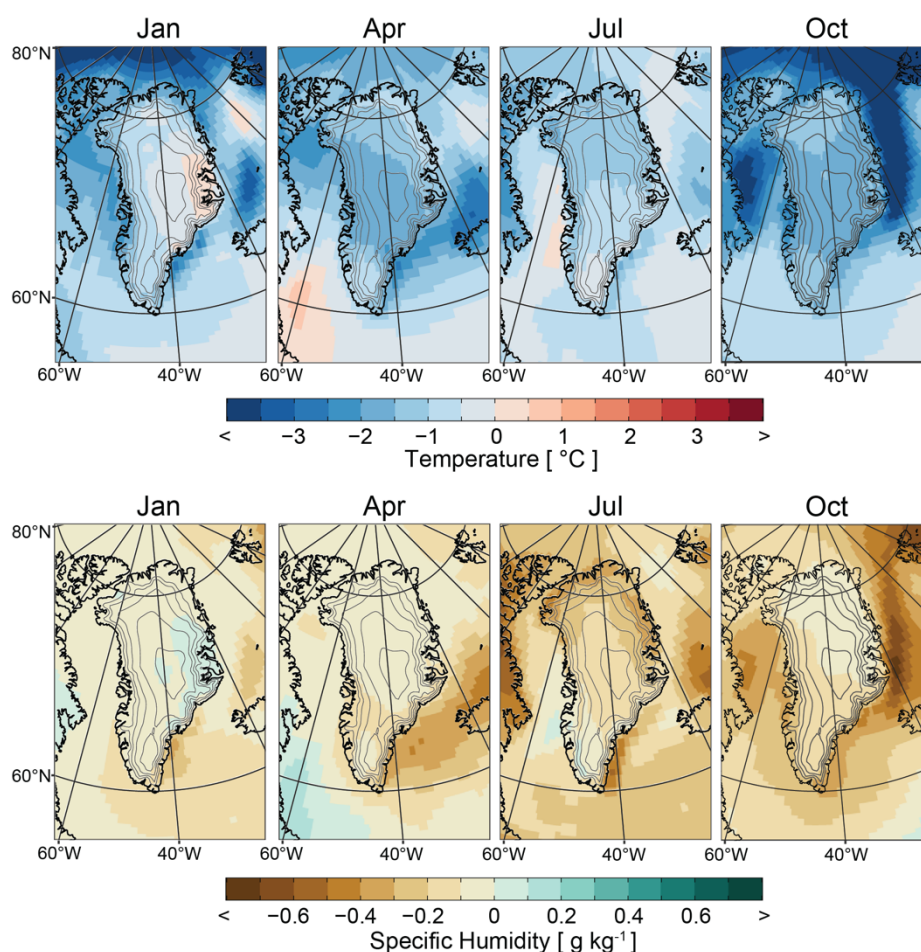 Jan Apr Jul Oct
80°N
60°N
60°W 40°W 60°W 40°W 60°W 40°W 60°W 40°W
< −3 −2 −1 0 1 2 3 >
Temperature [ °C ]
Jan Apr Jul Oct
80°N
60°N
60°W 40°W 60°W 40°W 60°W 40°W 60°W 40°W
< −0.6 −0.4 −0.2 0 0.2 0.4 0.6 >
Specific Humidity [ g kg⁻¹ ]